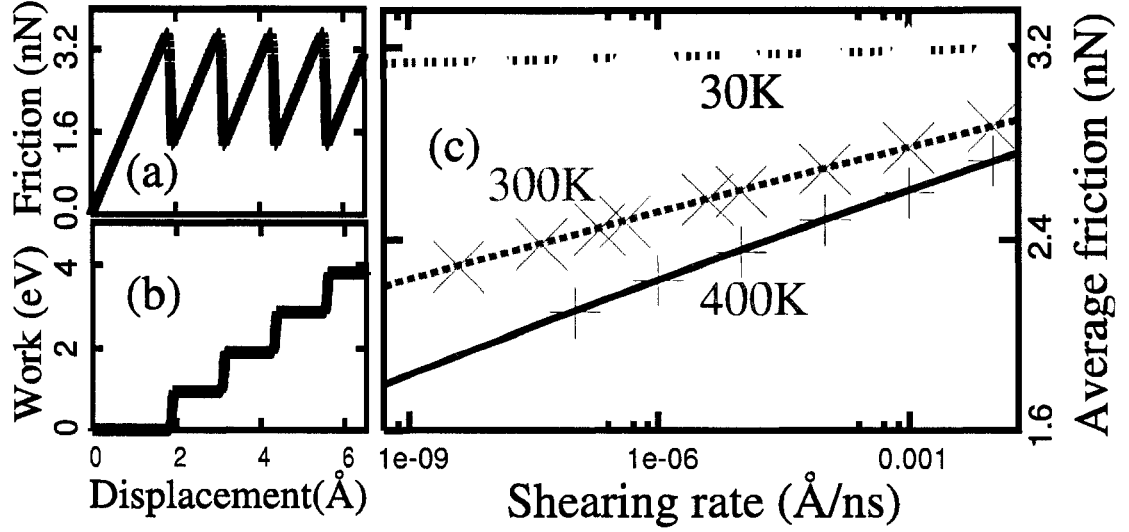 Friction (nN)
3.2
1.6
0.0
(a)
Work (eV)
4
2
0
(b)
0 2 4 6
Displacement(Å)
(c)
30K
300K
400K
3.2
2.4
1.6
Average friction (nN)
1e-09 1e-06 0.001
Shearing rate (Å/ns)